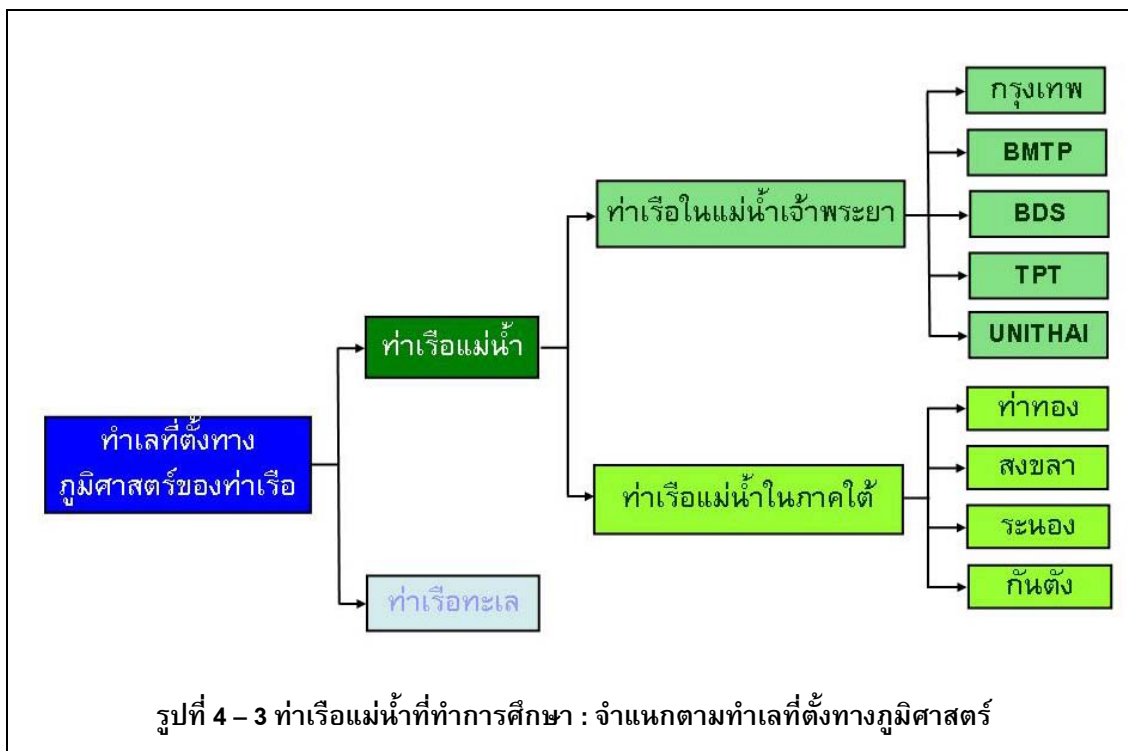 ทำเลที่ตั้งทาง
ภูมิศาสตร์ของท่าเรือ
ท่าเรือแม่น้ำ
ท่าเรือทะเล
ท่าเรือในแม่น้ำเจ้าพระยา
ท่าเรือแม่น้ำในภาคใต้
กรุงเทพ
BMTP
BDS
TPT
UNITHAI
ท่าทอง
สงขลา
ระนอง
กันตัง
รูปที่ 4 – 3 ท่าเรือแม่น้ำที่ทำการศึกษา : จำแนกตามทำเลที่ตั้งทางภูมิศาสตร์